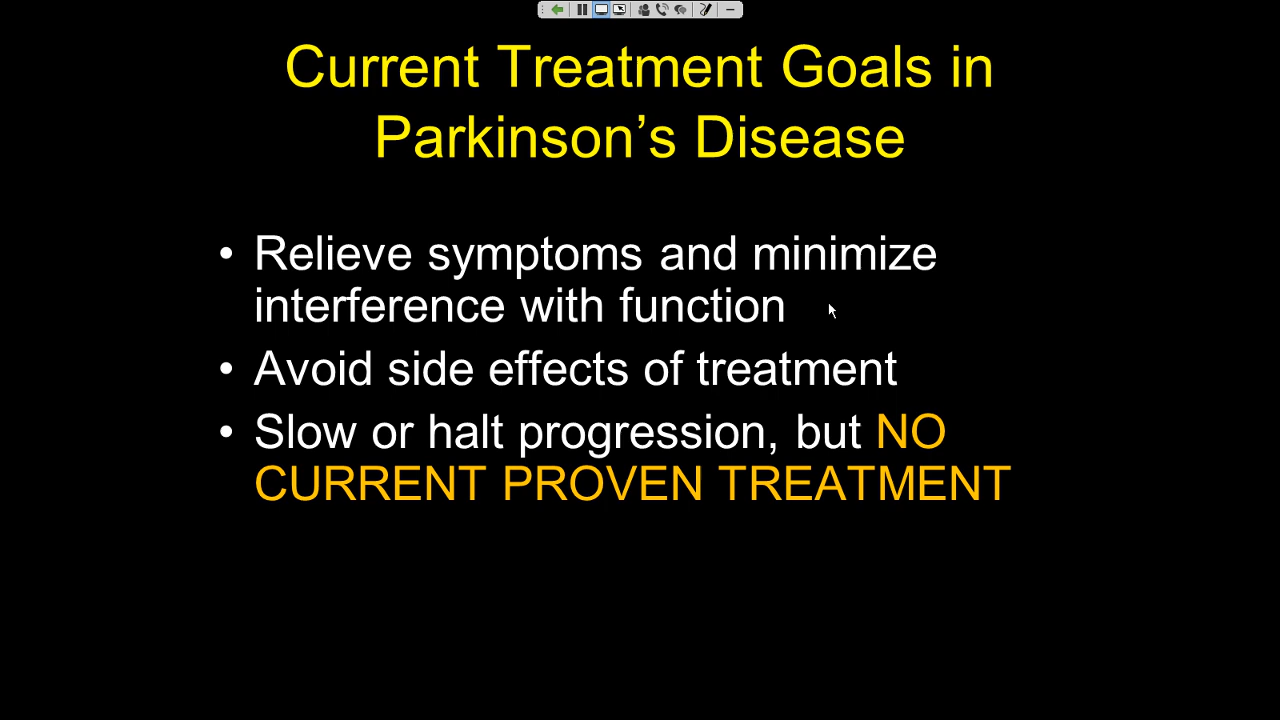 Current Treatment Goals in
Parkinson’s Disease
• Relieve symptoms and minimize
interference with function
• Avoid side effects of treatment
• Slow or halt progression, but NO
CURRENT PROVEN TREATMENT